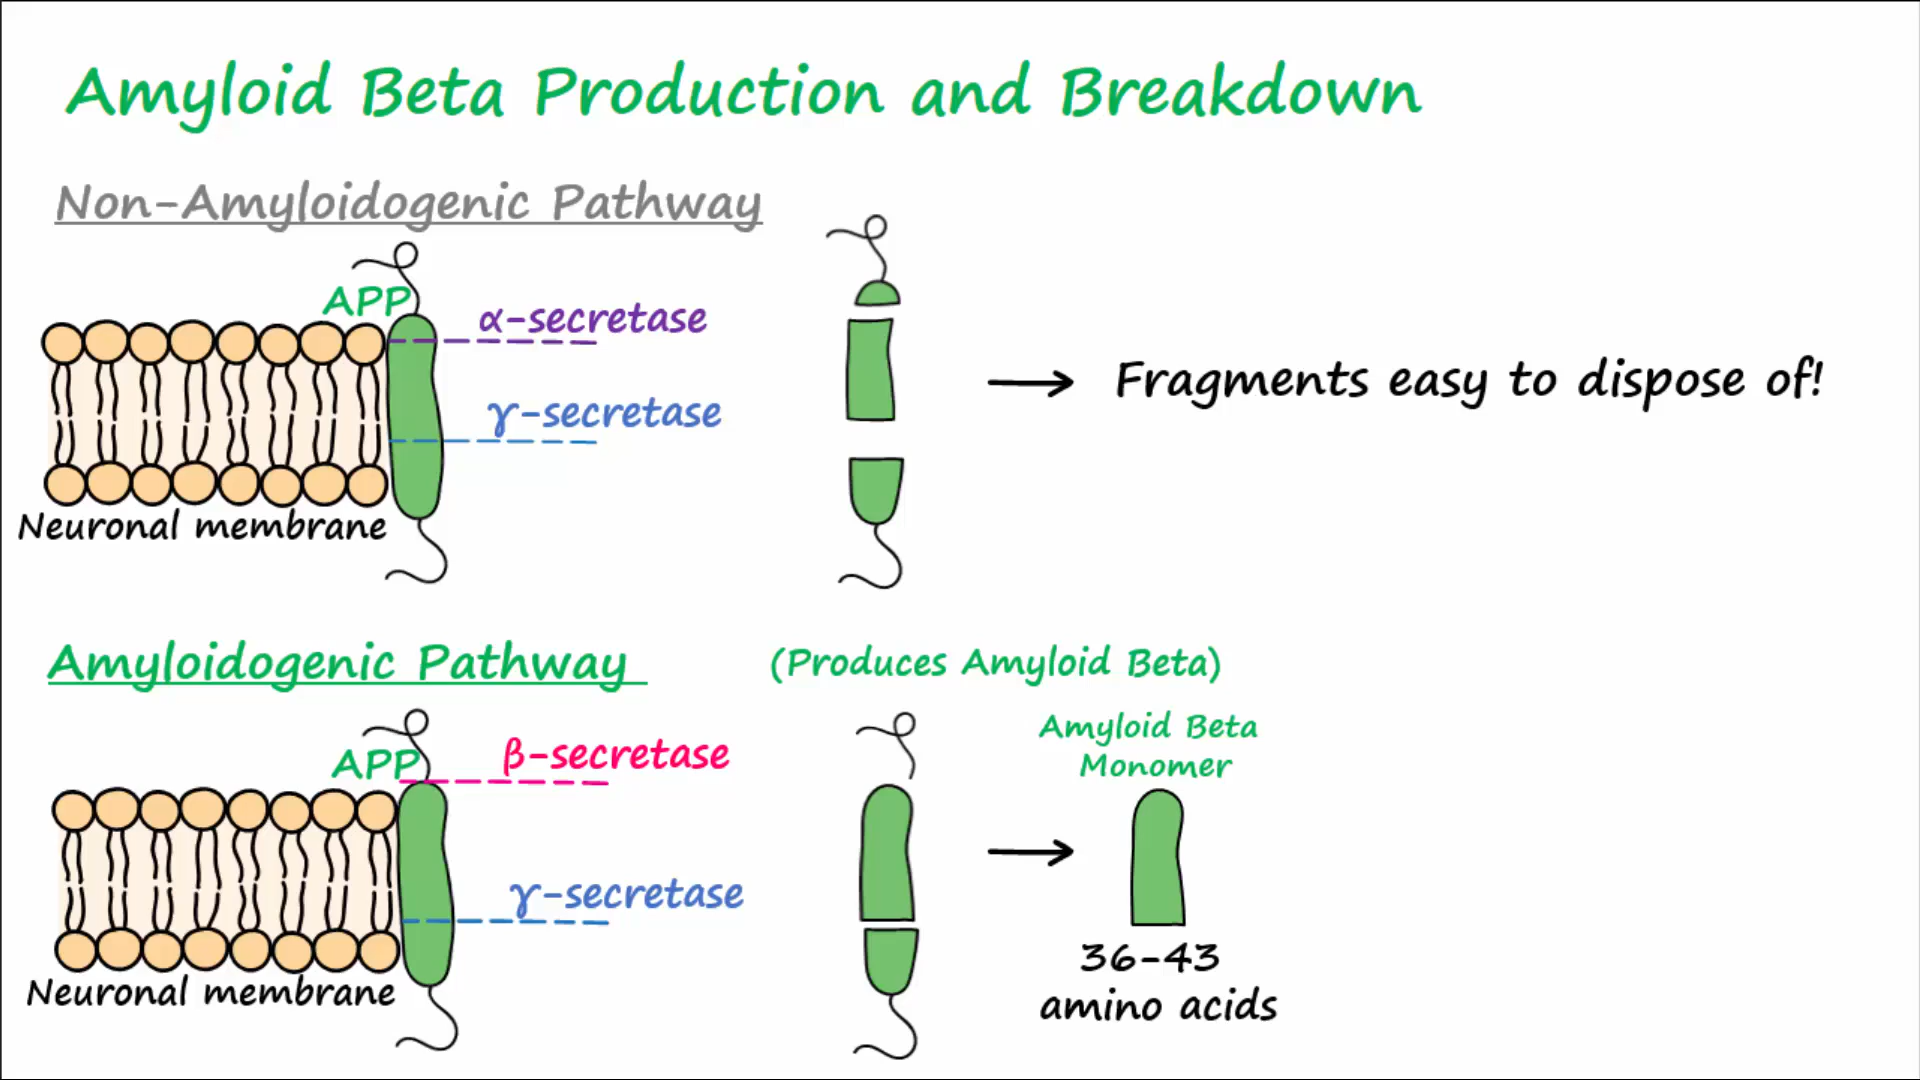 Amyloid Beta Production and Breakdown
Non-Amyloidogenic Pathway
APP
α-secretase
γ-secretase
Fragments easy to dispose of!
Neuronal membrane
Amyloidogenic Pathway
(Produces Amyloid Beta)
Amyloid Beta
Monomer
APP
β-secretase
γ-secretase
Neuronal membrane
36-43
amino acids